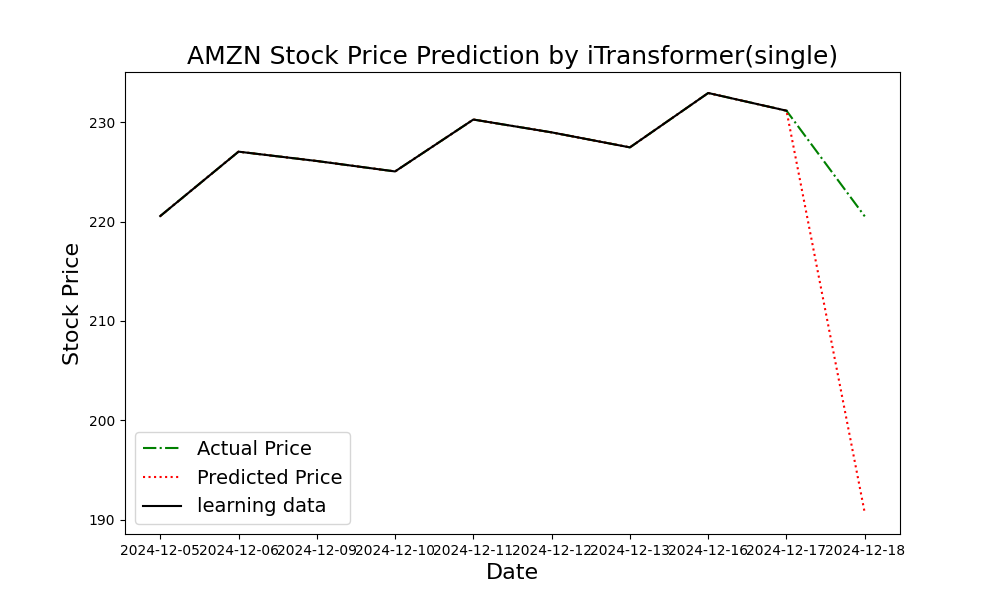 AMZN Stock Price Prediction by iTransformer(single)
Stock Price
230
220
210
200
190
Actual Price
Predicted Price
learning data
2024-12-05 2024-12-06 2024-12-09 2024-12-10 2024-12-11 2024-12-12 2024-12-13 2024-12-16 2024-12-17 2024-12-18
Date